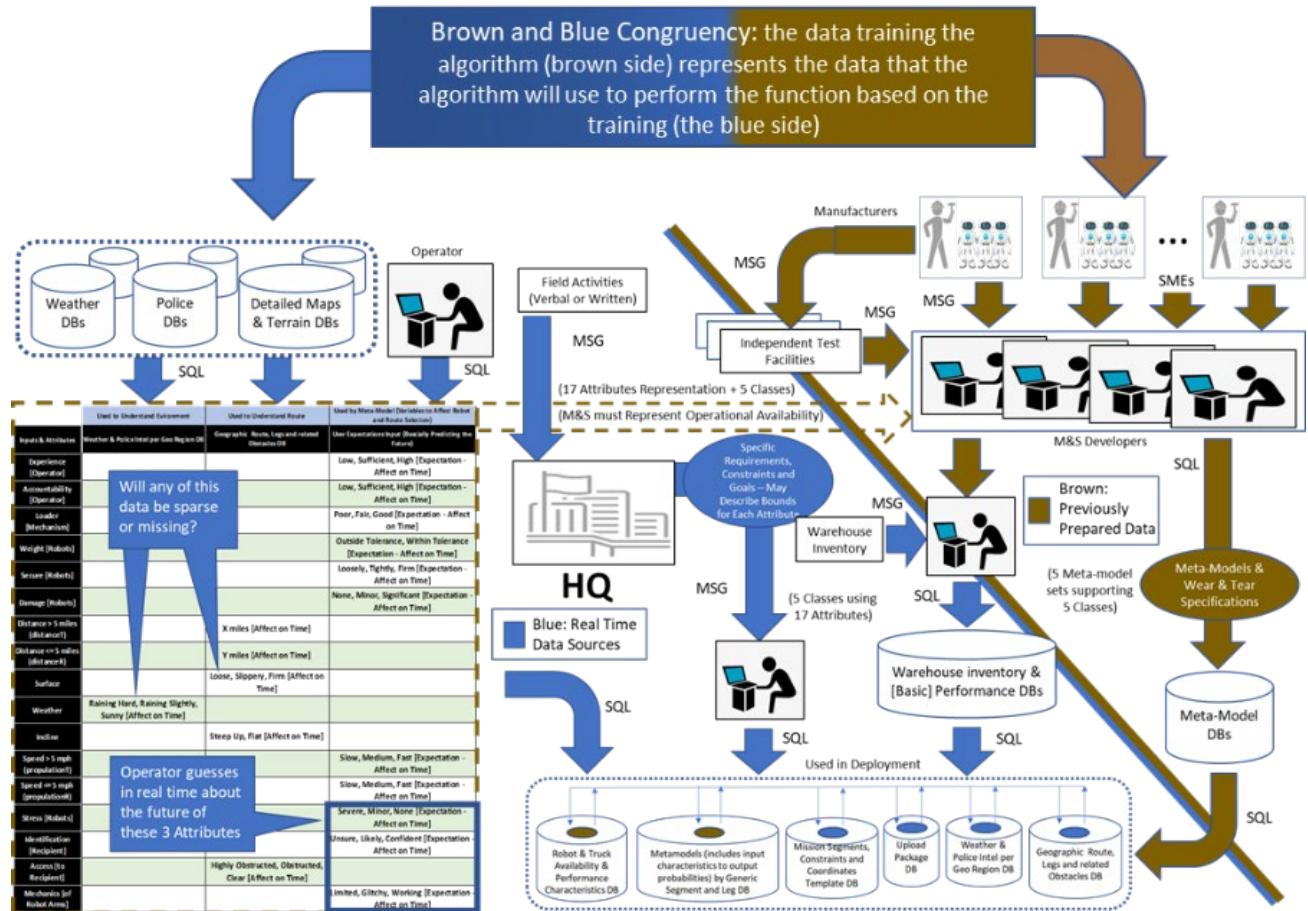 Brown and Blue Congruency: the data training the
algorithm (brown side) represents the data that the
algorithm will use to perform the function based on the
training (the blue side)
Manufacturers
MSG
SMEs
...
MSG
MSG
MSG
Operator
Weather
DBs
Police
DBs
Detailed Maps
& Terrain DBs
SQL
SQL
Field Activities
(Verbal or Written)
MSG
Independent Test
Facilities
(17 Attributes Representation + 5 Classes)
(M&S must Represent Operational Availability)
M&S Developers
SQL
Used to Understand Evironment
Used to Understand Route
Used by Meta-Model (Variables to Affect Robot
and Route Selection)
Inputs & Attributes
Weather & Police Intel per Geo Region DB
Geographic Route, Legs and related
Obstacles DB
User Expectations Input (Basically Predicting the
Future)
Experience
[Operator]
Low, Sufficient, High [Expectation -
Affect on Time]
Accountability
[Operator]
Low, Sufficient, High [Expectation -
Affect on Time]
Loader
[Mechanism]
Poor, Fair, Good [Expectation - Affect
on Time]
Weight [Robots]
Outside Tolerance, Within Tolerance
[Expectation - Affect on Time]
Secure [Robots]
Loosely, Tightly, Firm [Expectation -
Affect on Time]
Damage [Robots]
None, Minor, Significant [Expectation -
Affect on Time]
Distance > 5 miles
(distanceT)
X miles [Affect on Time]
Distance <= 5 miles
(distanceR)
Y miles [Affect on Time]
Surface
Loose, Slippery, Firm [Affect on
Time]
Weather
Raining Hard, Raining Slightly,
Sunny [Affect on Time]
Incline
Steep Up, Flat [Affect on Time]
Speed > 5 mph
(propulationT)
Slow, Medium, Fast [Expectation -
Affect on Time]
Speed <= 5 mph
(propulationR)
Slow, Medium, Fast [Expectation -
Affect on Time]
Stress [Robots]
Severe, Minor, None [Expectation -
Affect on Time]
Identification
[Recipient]
Unsure, Likely, Confident [Expectation -
Affect on Time]
Access [to
Recipient]
Highly Obstructed, Obstructed,
Clear [Affect on Time]
Mechanics [of
Robot Arms]
Limited, Glitchy, Working [Expectation -
Affect on Time]
Will any of this
data be sparse
or missing?
Operator guesses
in real time about
the future of
these 3 Attributes
HQ
Specific
Requirements,
Constraints and
Goals – May
Describe Bounds
for Each Attribute
MSG
Warehouse
Inventory
MSG
Brown:
Previously
Prepared Data
(5 Meta-model
sets supporting
5 Classes)
Meta-Models &
Wear & Tear
Specifications
(5 Classes using
17 Attributes)
SQL
Blue: Real Time
Data Sources
Warehouse inventory &
[Basic] Performance DBs
Meta-Model
DBs
SQL
SQL
SQL
SQL
Used in Deployment
Robot & Truck
Availability &
Performance
Characteristics DB
Metamodels (includes input
characteristics to output
probabilities) by Generic
Segment and Leg DB
Mission Segments,
Constraints and
Coordinates
Template DB
Upload
Package
DB
Weather &
Police Intel per
Geo Region DB
Geographic Route,
Legs and related
Obstacles DB